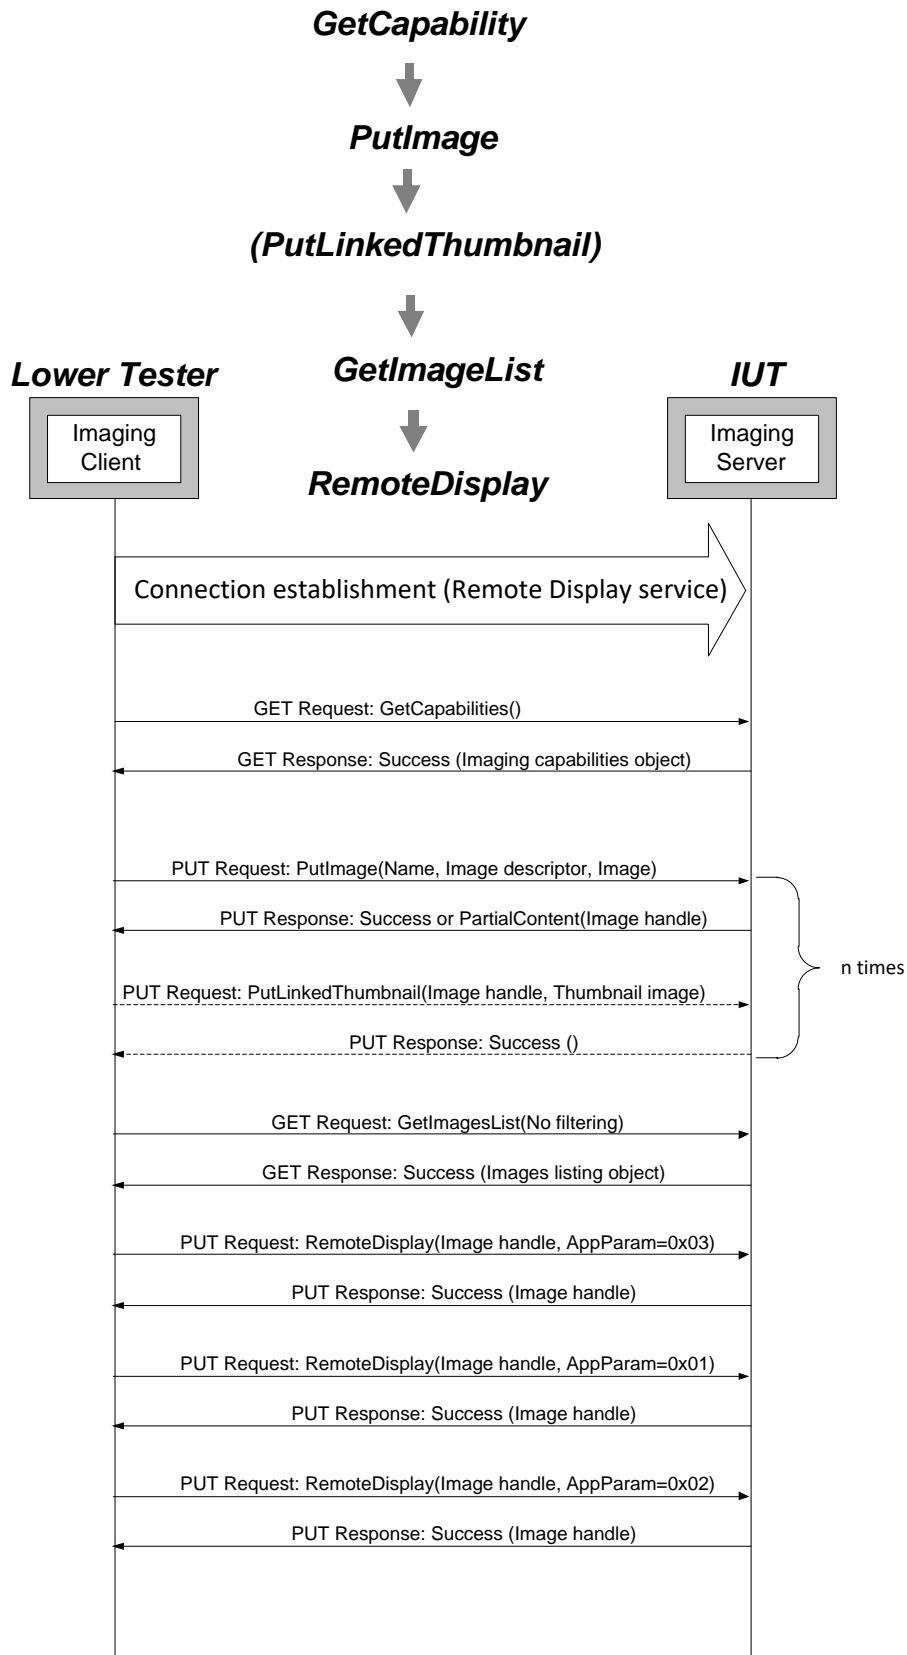 GetCapability
PutImage
(PutLinkedThumbnail)
GetImageList
RemoteDisplay
Lower Tester
Imaging
Client
IUT
Imaging
Server
Connection establishment (Remote Display service)
GET Request: GetCapabilities()
GET Response: Success (Imaging capabilities object)
PUT Request: PutImage(Name, Image descriptor, Image)
PUT Response: Success or PartialContent(Image handle)
n times
PUT Request: PutLinkedThumbnail(Image handle, Thumbnail image)
PUT Response: Success ()
GET Request: GetImagesList(No filtering)
GET Response: Success (Images listing object)
PUT Request: RemoteDisplay(Image handle, AppParam=0x03)
PUT Response: Success (Image handle)
PUT Request: RemoteDisplay(Image handle, AppParam=0x01)
PUT Response: Success (Image handle)
PUT Request: RemoteDisplay(Image handle, AppParam=0x02)
PUT Response: Success (Image handle)